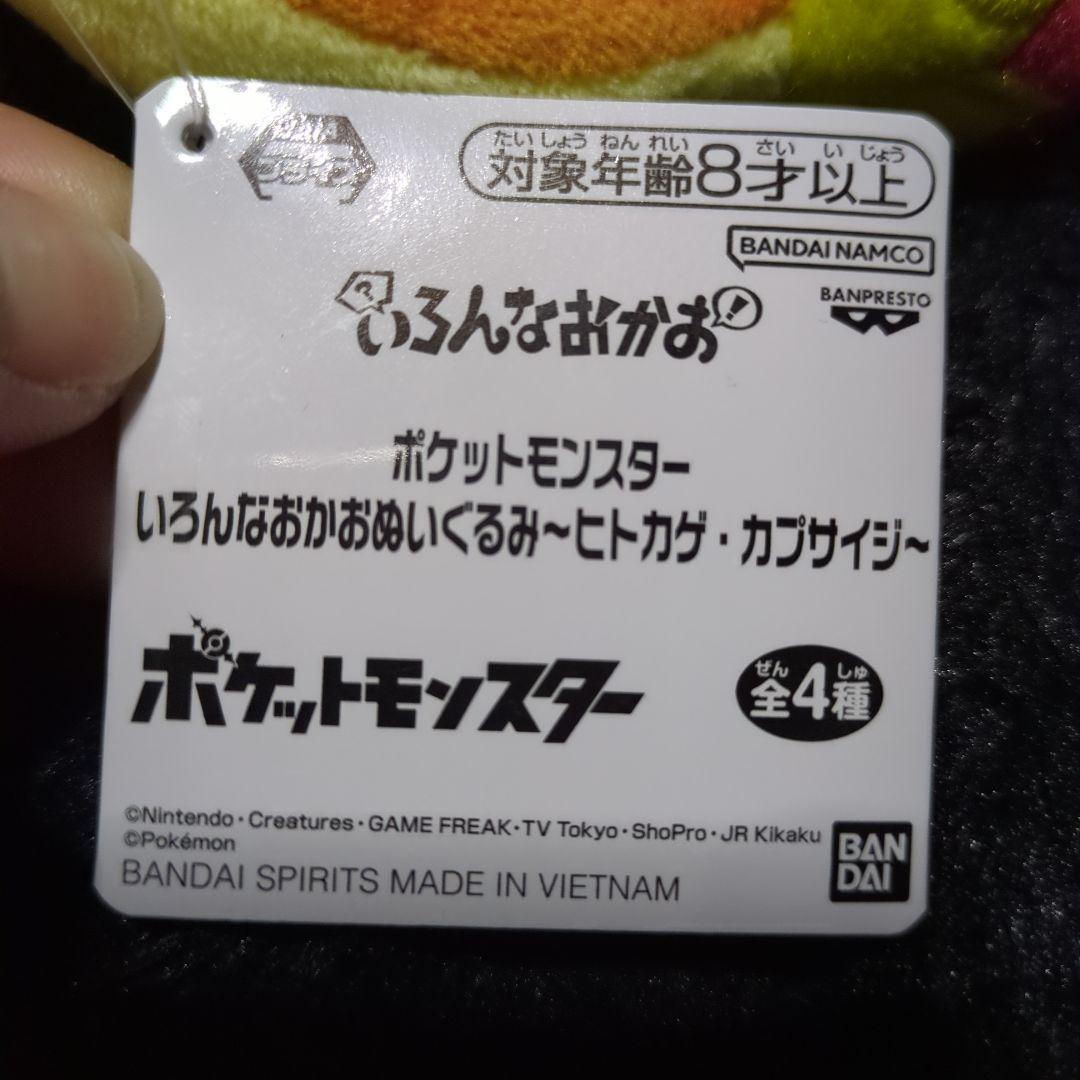 たいしょう ねん れい さい い じょう
対象年齢8才以上
BANDAI NAMCO
BANPRESTO
?いろんなおかお!
ポケットモンスター
いろんなおかおぬいぐるみ~ヒトカゲ・カプサイジ~
ポケットモンスター
ぜん しゅ
全4種
©Nintendo・Creatures・GAME FREAK・TV Tokyo・ShoPro・JR Kikaku
©Pokémon
BANDAI SPIRITS MADE IN VIETNAM
BAN
DAI